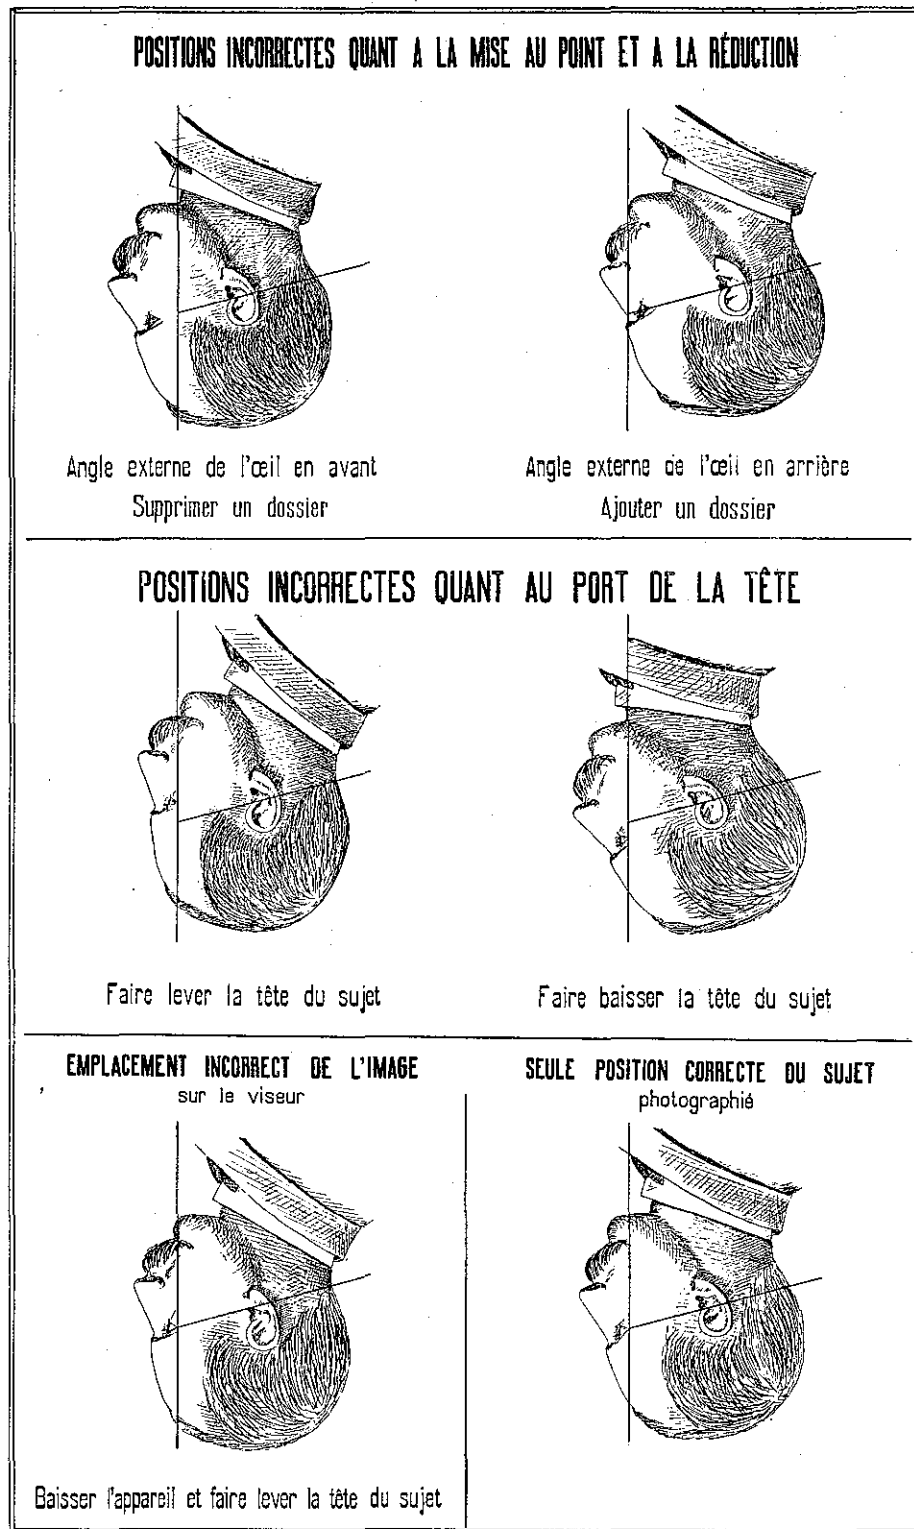 POSITIONS INCORRECTES QUANT A LA MISE AU POINT ET A LA RÉDUCTION
Angle externe de l'œil en avant
Supprimer un dossier
Angle externe de l'œil en arrière
Ajouter un dossier
POSITIONS INCORRECTES QUANT AU PORT DE LA TÊTE
Faire lever la tête du sujet
Faire baisser la tête du sujet
EMPLACEMENT INCORRECT DE L'IMAGE
sur le viseur
Baisser l'appareil et faire lever la tête du sujet
SEULE POSITION CORRECTE DU SUJET
photographié